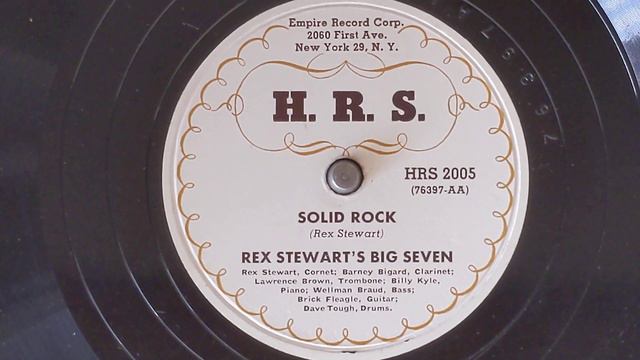 Empire Record Corp.
2060 First Ave.
New York 29, N. Y.
H. R. S.
HRS 2005
(76397-AA)
SOLID ROCK
(Rex Stewart)
REX STEWART'S BIG SEVEN
Rex Stewart, Cornet; Barney Bigard, Clarinet;
Lawrence Brown, Trombone; Billy Kyle,
Piano; Wellman Braud, Bass;
Brick Fleagle, Guitar;
Dave Tough, Drums.